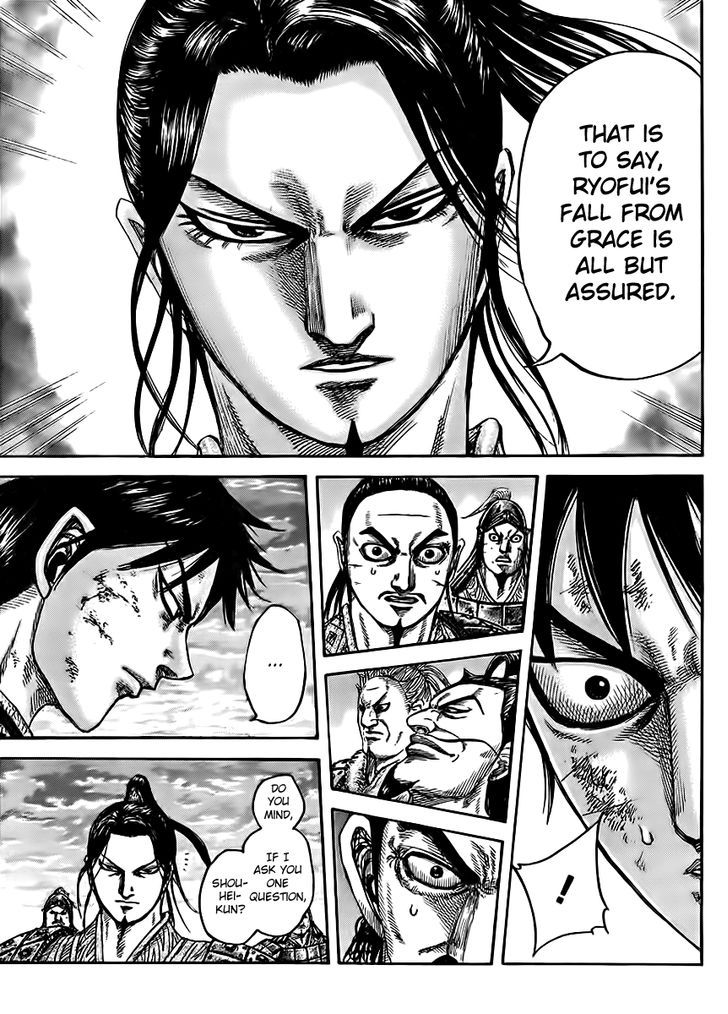 THAT IS
TO SAY,
RYOFUI'S
FALL FROM
GRACE IS
ALL BUT
ASSURED.
!
...
DO
YOU
MIND,
IF I
ASK YOU
ONE
QUESTION,
SHOU-
HEI-
KUN?
...